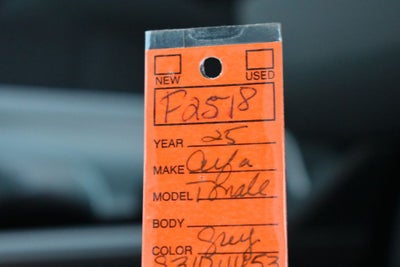 NEW USED
F2518
YEAR 25
MAKE Alfa
MODEL Tonale
BODY
COLOR Grey